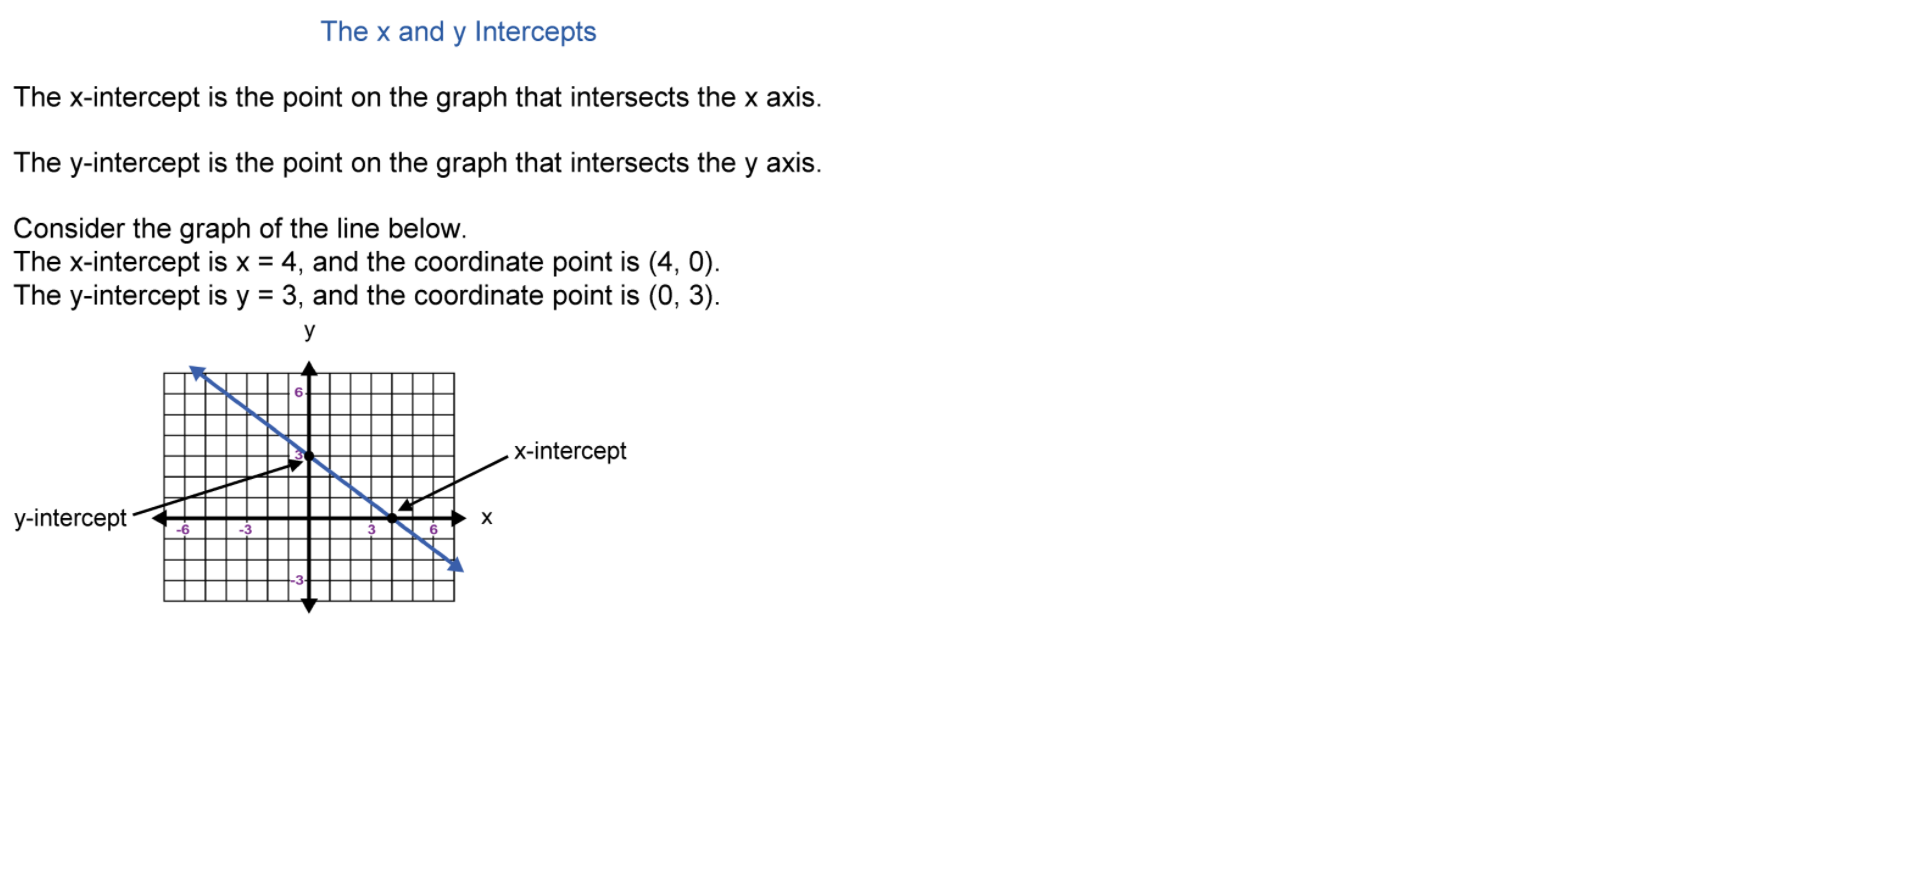 The x and y Intercepts
The x-intercept is the point on the graph that intersects the x axis.
The y-intercept is the point on the graph that intersects the y axis.
Consider the graph of the line below.
The x-intercept is x = 4, and the coordinate point is (4, 0).
The y-intercept is y = 3, and the coordinate point is (0, 3).
y
6
3
x-intercept
y-intercept
x
-6 -3 3 6
-3